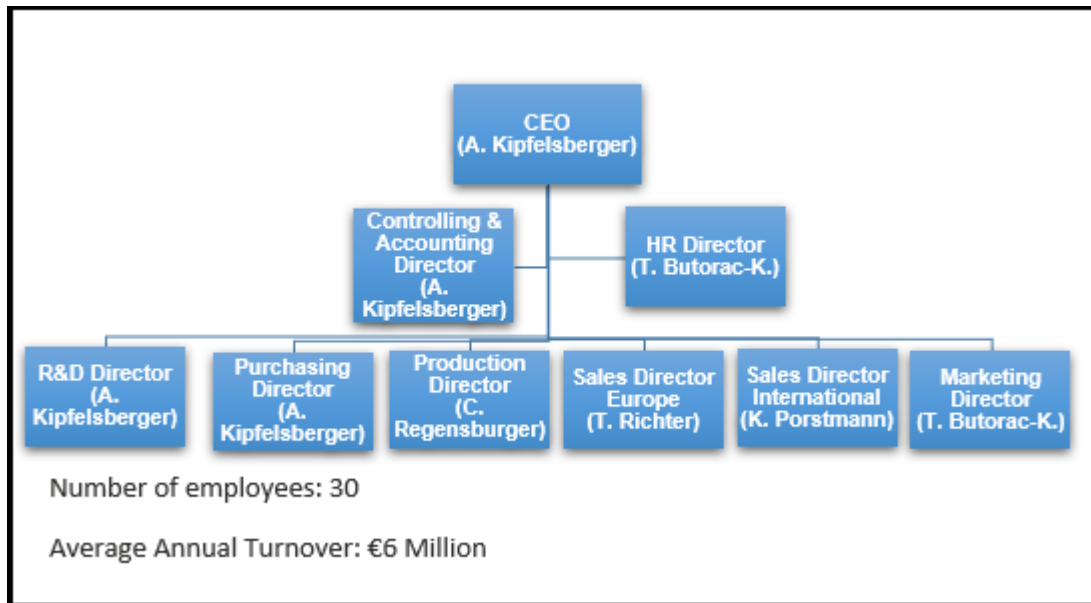 CEO
(A. Kipfelsberger)
Controlling &
Accounting
Director
(A.
Kipfelsberger)
HR Director
(T. Butorac-K.)
R&D Director
(A.
Kipfelsberger)
Purchasing
Director
(A.
Kipfelsberger)
Production
Director
(C.
Regensburger)
Sales Director
Europe
(T. Richter)
Sales Director
International
(K. Porstmann)
Marketing
Director
(T. Butorac-K.)
Number of employees: 30
Average Annual Turnover: €6 Million